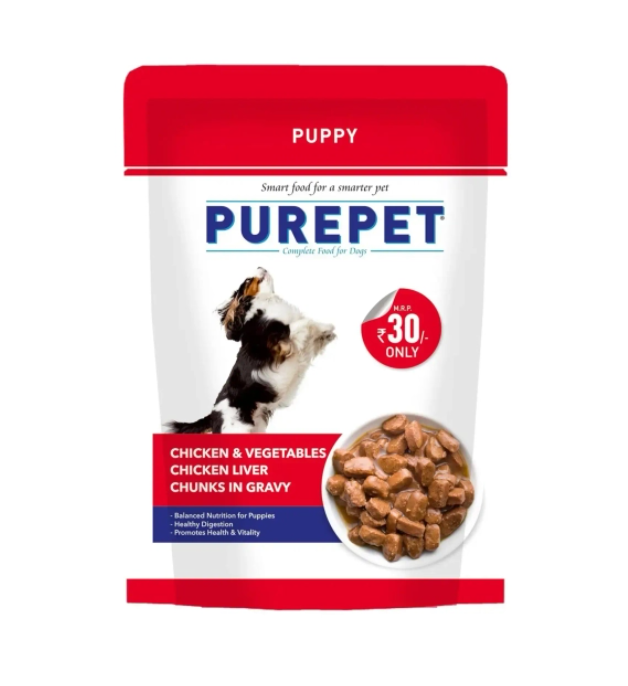 PUPPY
Smart food for a smarter pet
PUREPET®
Complete Food for Dogs
M.R.P.
₹30/-
ONLY
CHICKEN & VEGETABLES
CHICKEN LIVER
CHUNKS IN GRAVY
- Balanced Nutrition for Puppies
- Healthy Digestion
- Promotes Health & Vitality